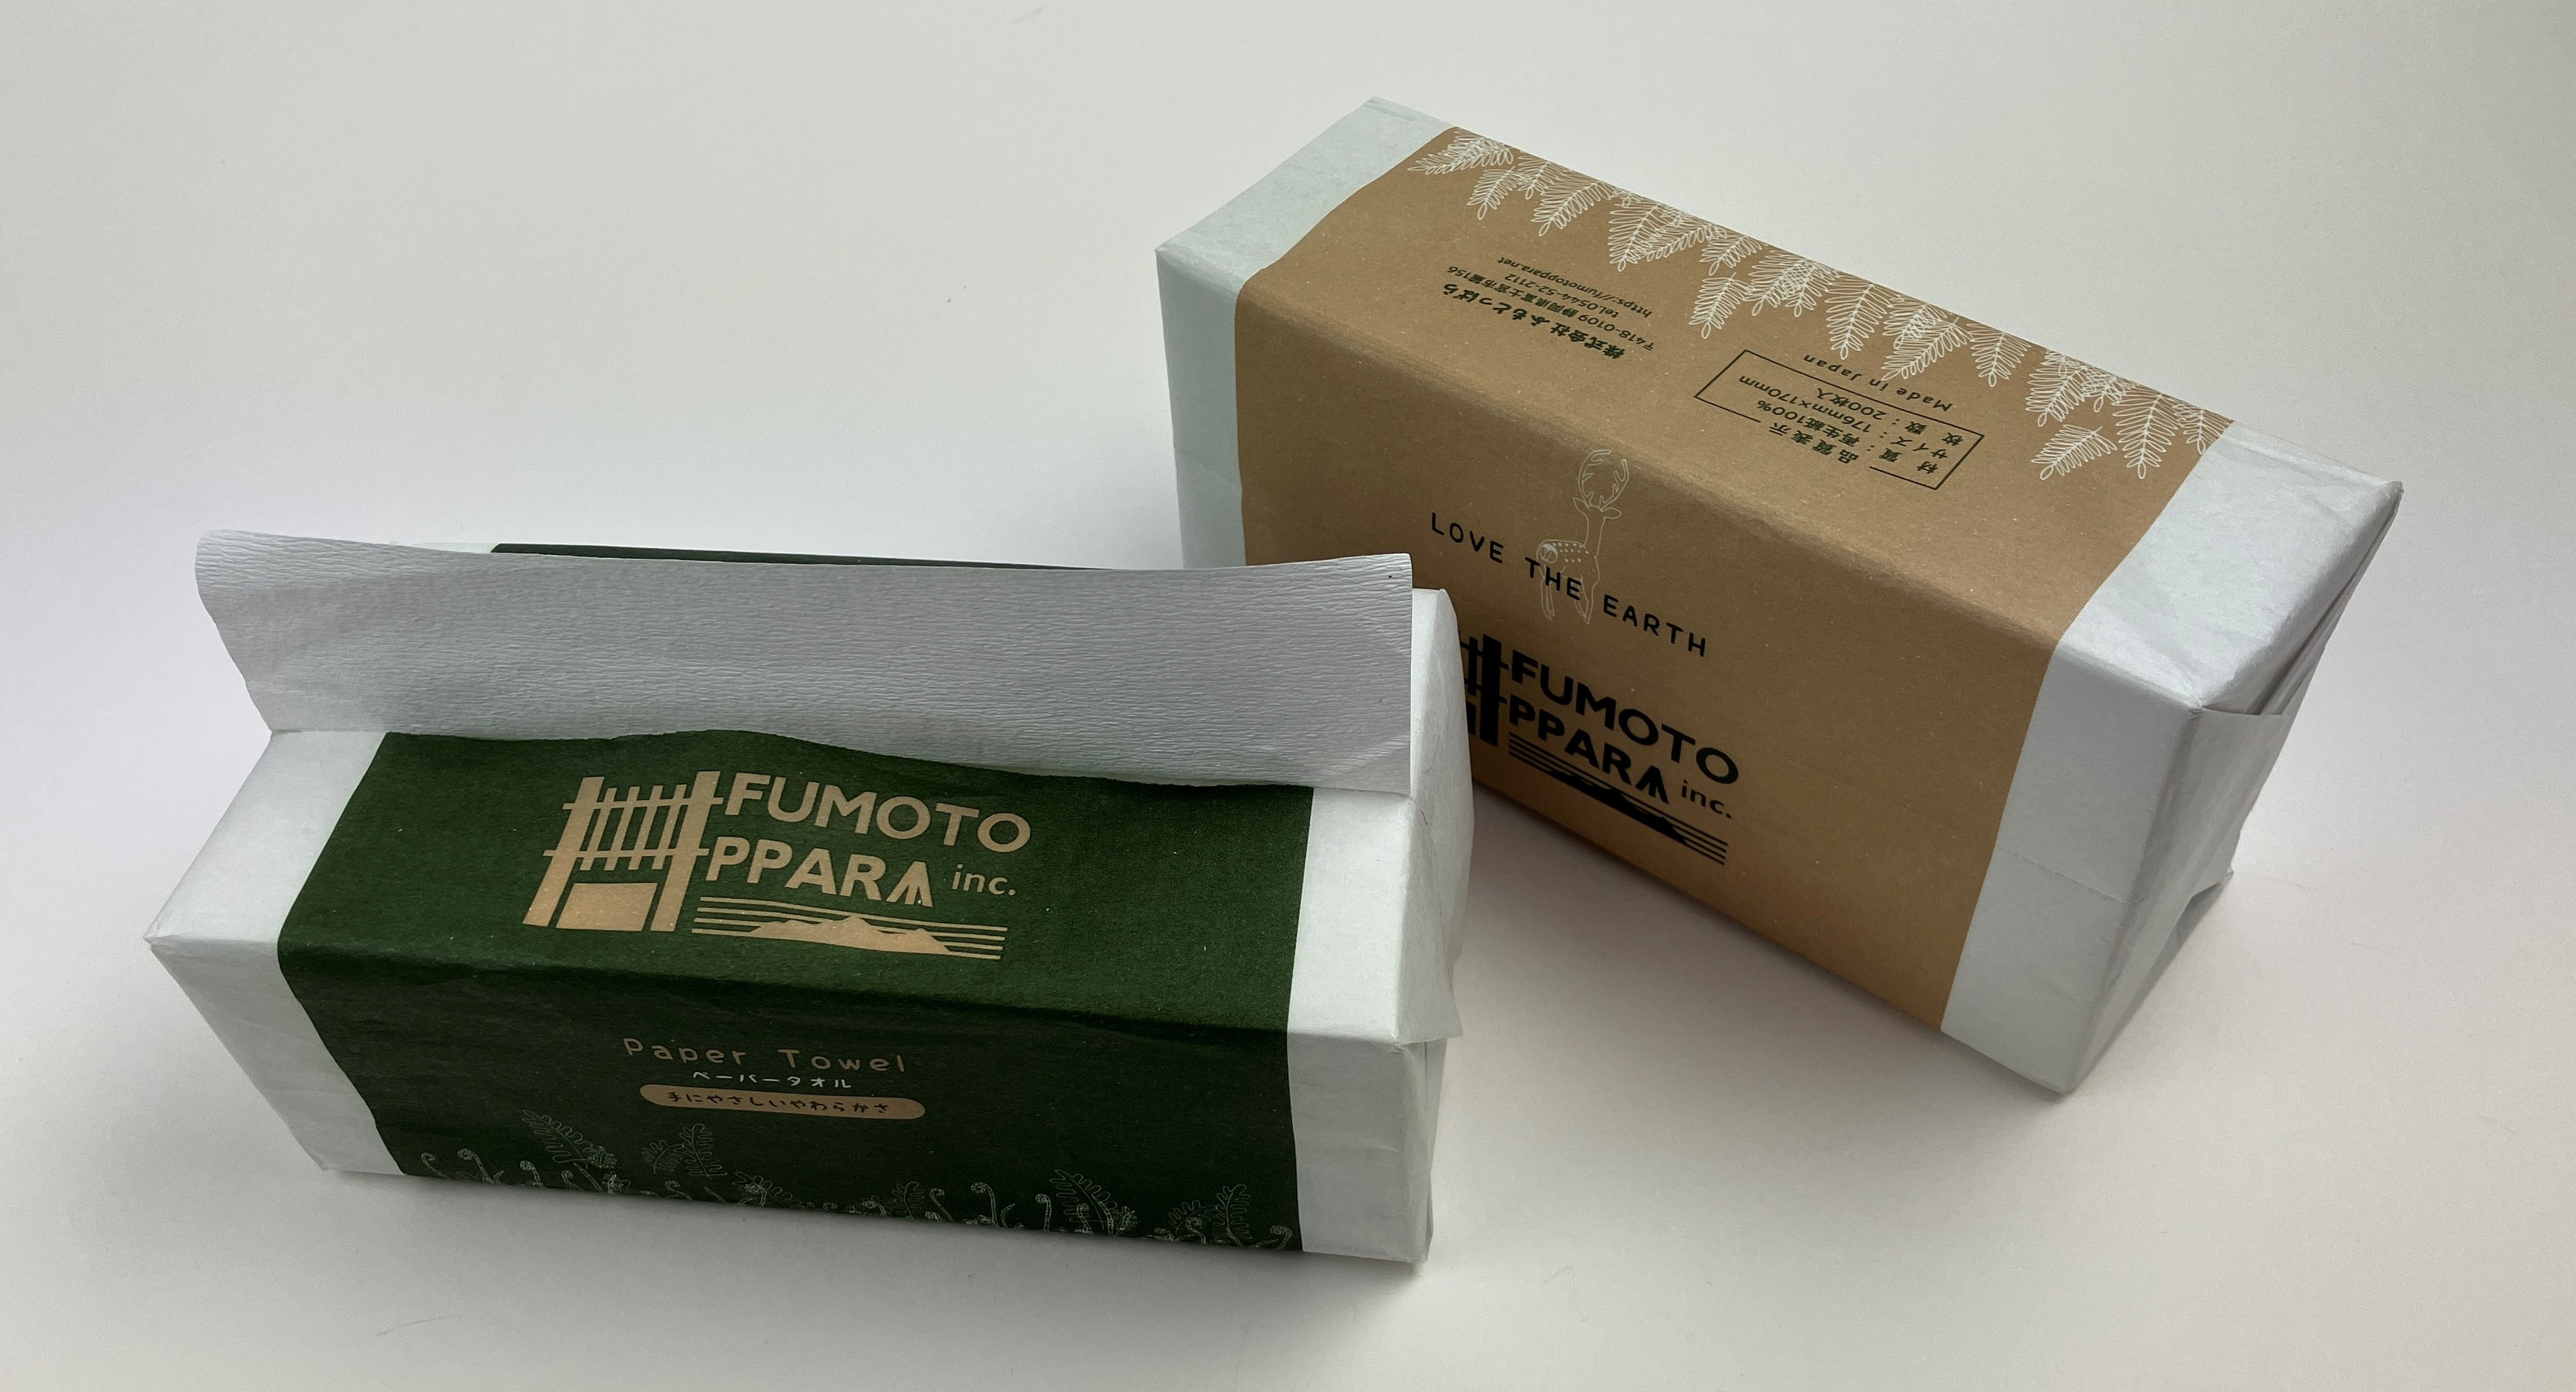 FUMOTO
PPARA inc.
Paper Towel
ペーパータオル
手にやさしいやわらかさ
LOVE THE EARTH
FUMOTO
PPARA inc.
品質表示
材　質：再生紙100%
サイズ：176mm×170mm
枚　数：200枚入
Made in Japan
株式会社 ふもとっぱら
〒418-0109 静岡県富士宮市麓156
tel.0544-52-2112
https://fumotoppara.net